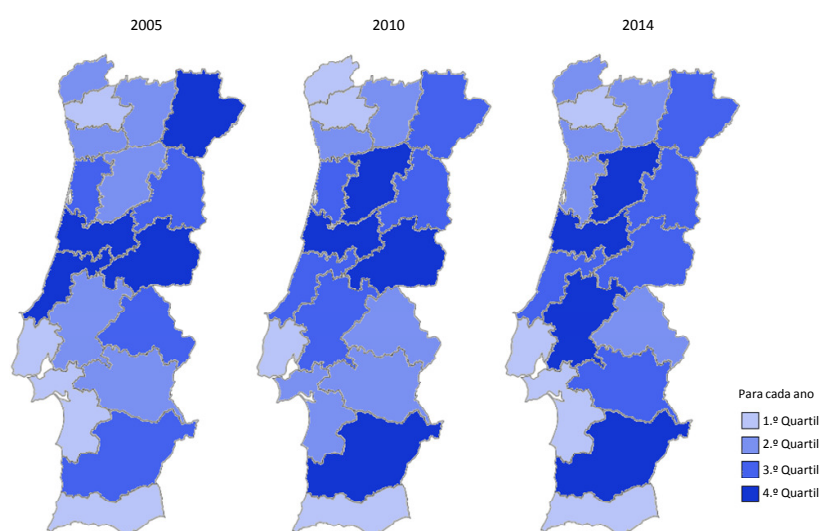 2005
2010
2014
Para cada ano
1.º Quartil
2.º Quartil
3.º Quartil
4.º Quartil